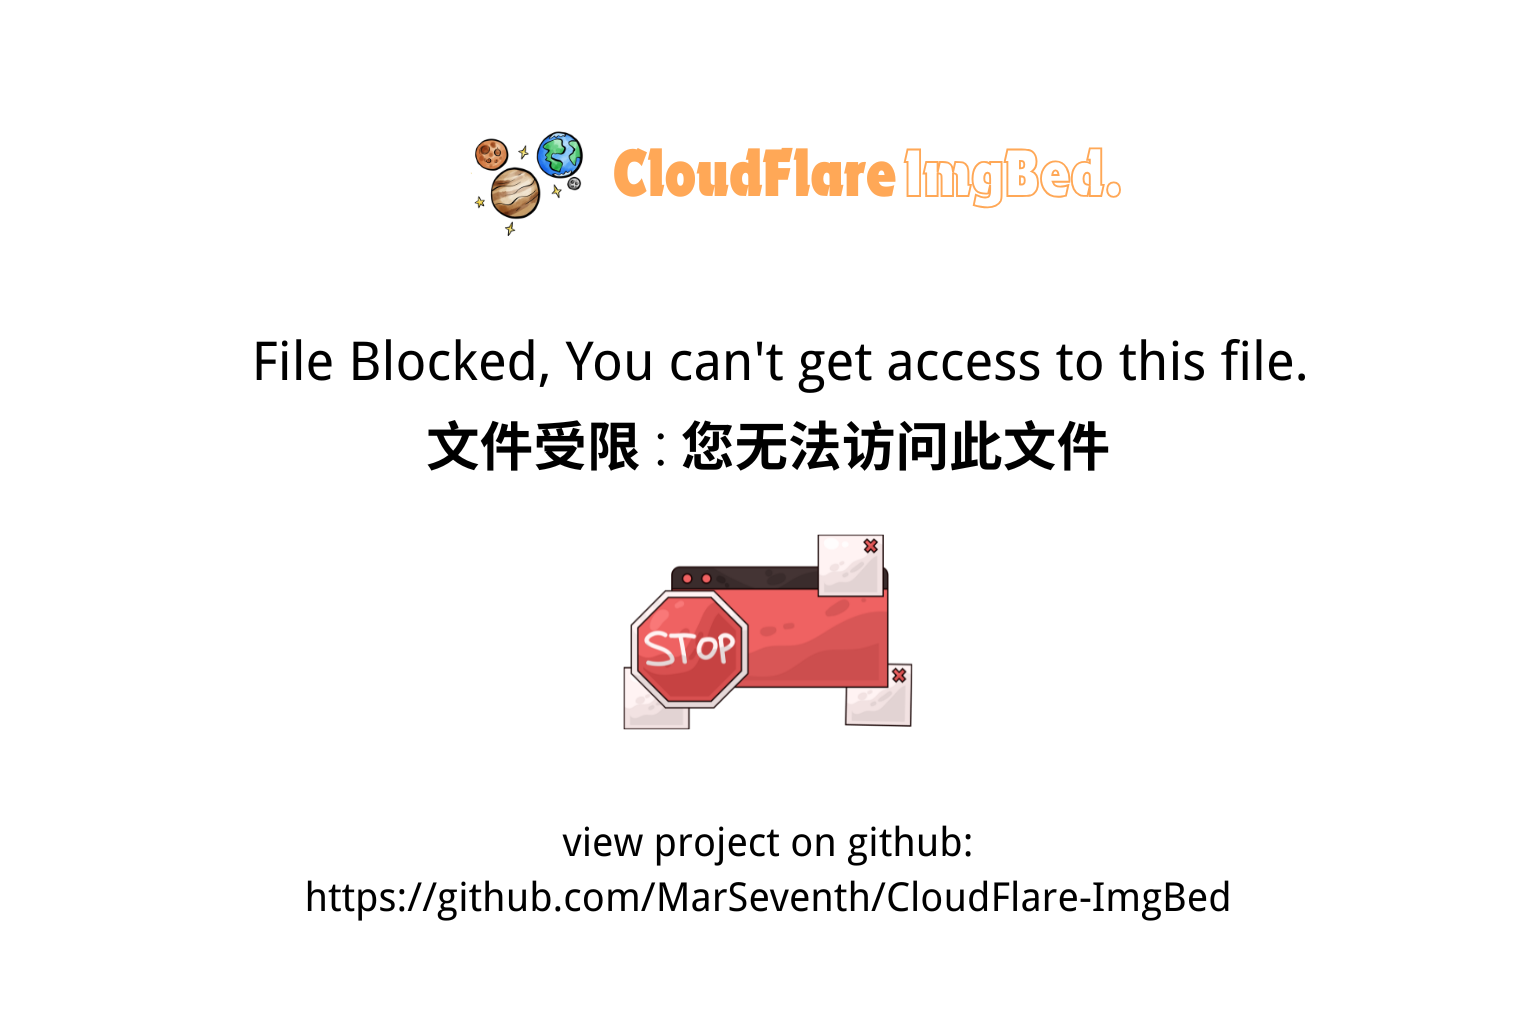 CloudFlare ImgBed.
File Blocked, You can't get access to this file.
文件受限 : 您无法访问此文件
STOP
view project on github:
https://github.com/MarSeventh/CloudFlare-ImgBed